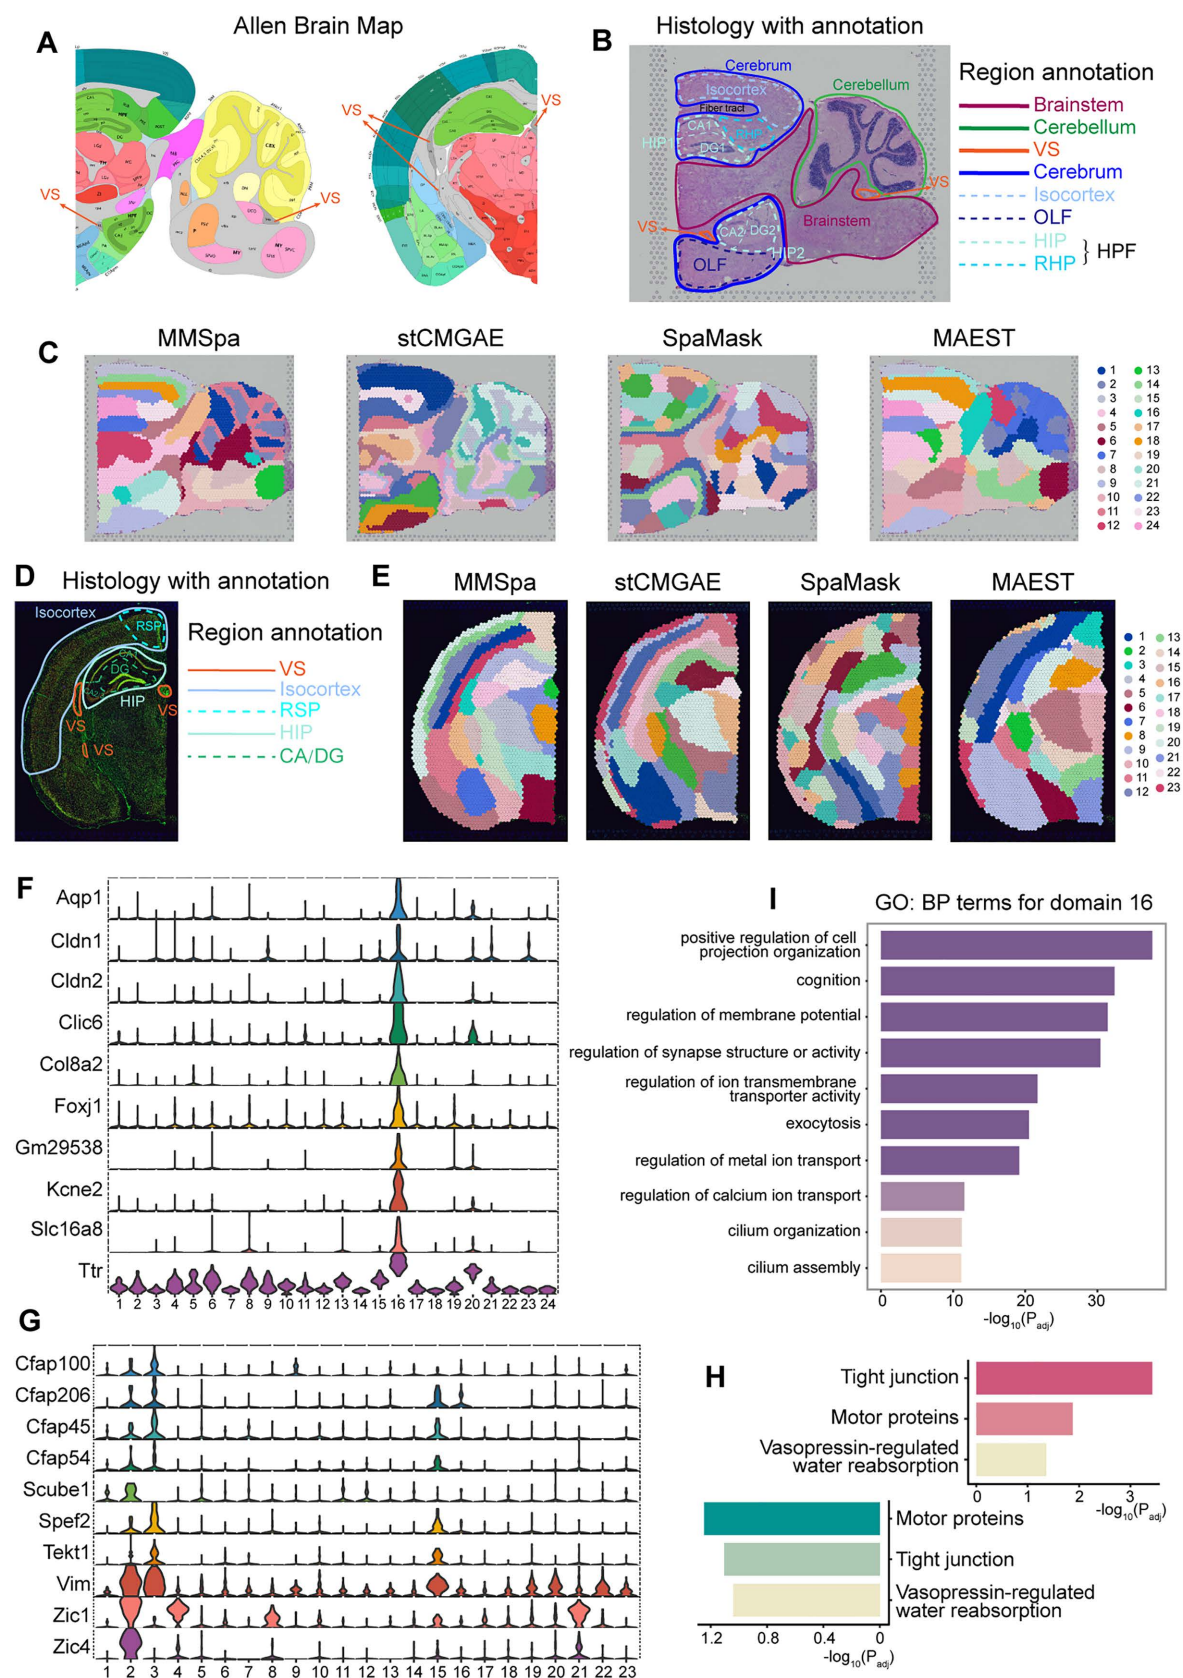 A
Allen Brain Map
VS
VS
VS
VS
B
Histology with annotation
Cerebrum
Isocortex
Fiber tract
CA1
RHP
HIP1
DG1
Cerebellum
VS
Brainstem
VS
CA2
DG2
HIP2
OLF
Region annotation
Brainstem
Cerebellum
VS
Cerebrum
Isocortex
OLF
HIP
RHP
} HPF
C
MMSpa
stCMGAE
SpaMask
MAEST
1 13
2 14
3 15
4 16
5 17
6 18
7 19
8 20
9 21
10 22
11 23
12 24
D
Histology with annotation
Isocortex
RSP
CA1
DG
HIP
VS
VS
VS
Region annotation
VS
Isocortex
RSP
HIP
CA/DG
E
MMSpa
stCMGAE
SpaMask
MAEST
1 13
2 14
3 15
4 16
5 17
6 18
7 19
8 20
9 21
10 22
11 23
12
F
Aqp1
Cldn1
Cldn2
Clic6
Col8a2
Foxj1
Gm29538
Kcne2
Slc16a8
Ttr
1 2 3 4 5 6 7 8 9 10 11 12 13 14 15 16 17 18 19 20 21 22 23 24
I
GO: BP terms for domain 16
positive regulation of cell
projection organization
cognition
regulation of membrane potential
regulation of synapse structure or activity
regulation of ion transmembrane
transporter activity
exocytosis
regulation of metal ion transport
regulation of calcium ion transport
cilium organization
cilium assembly
0 10 20 30
-log10(Padj)
G
Cfap100
Cfap206
Cfap45
Cfap54
Scube1
Spef2
Tekt1
Vim
Zic1
Zic4
1 2 3 4 5 6 7 8 9 10 11 12 13 14 15 16 17 18 19 20 21 22 23
H
Tight junction
Motor proteins
Vasopressin-regulated
water reabsorption
0 1 2 3
-log10(Padj)
Motor proteins
Tight junction
Vasopressin-regulated
water reabsorption
1.2 0.8 0.4 0
-log10(Padj)